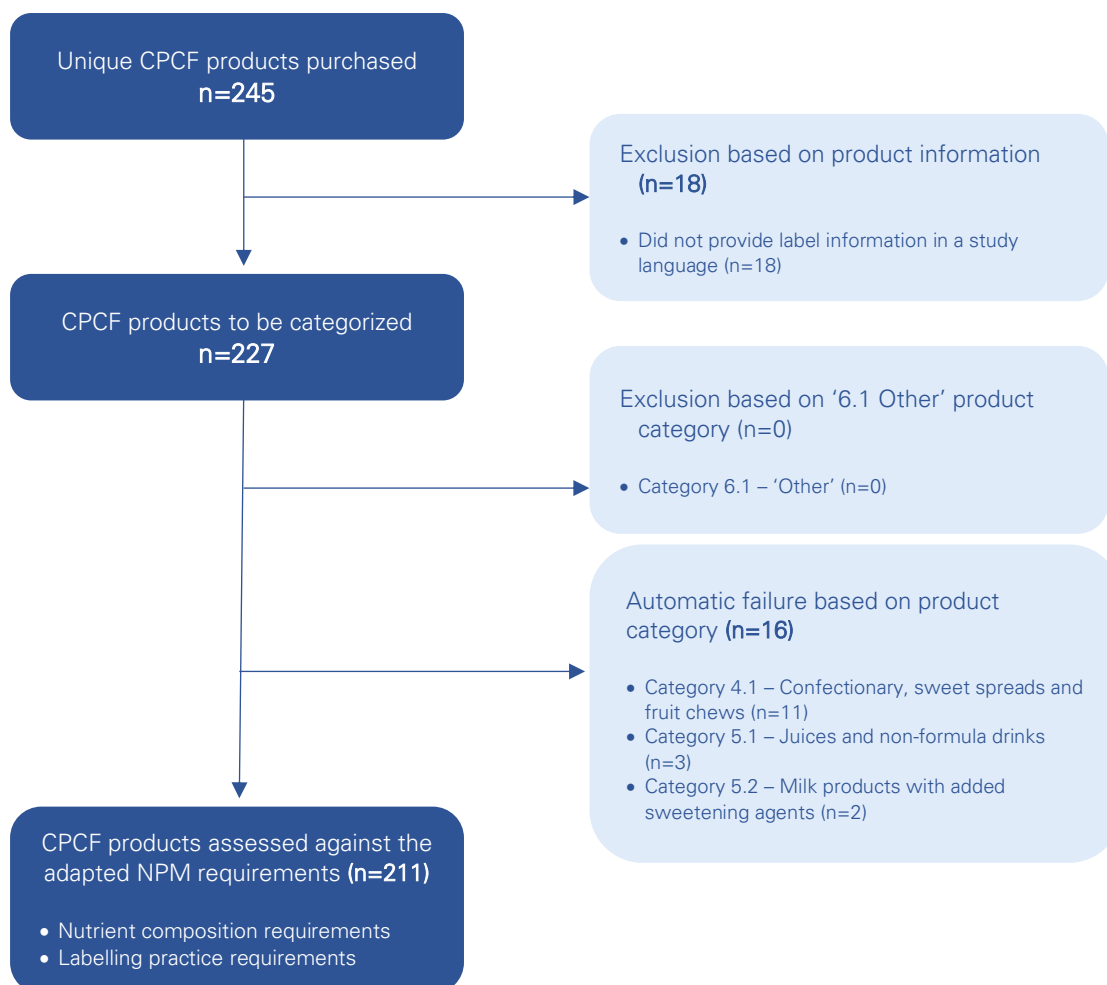 Unique CPCF products purchased
n=245
Exclusion based on product information
(n=18)
• Did not provide label information in a study
language (n=18)
CPCF products to be categorized
n=227
Exclusion based on ‘6.1 Other’ product
category (n=0)
• Category 6.1 – ‘Other’ (n=0)
Automatic failure based on product
category (n=16)
• Category 4.1 – Confectionary, sweet spreads and
fruit chews (n=11)
• Category 5.1 – Juices and non-formula drinks
(n=3)
• Category 5.2 – Milk products with added
sweetening agents (n=2)
CPCF products assessed against the
adapted NPM requirements (n=211)
• Nutrient composition requirements
• Labelling practice requirements